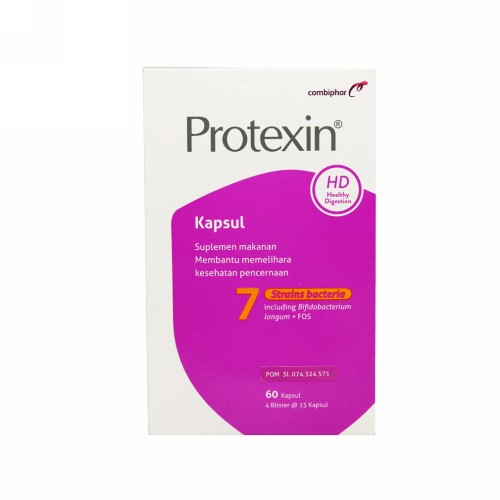 combiphar
Protexin®
HD
Healthy
Digestion
Kapsul
Suplemen makanan
Membantu memelihara
kesehatan pencernaan
7 Strains bacteria
including Bifidobacterium
longum + FOS
POM SI. 074 324 571
60 Kapsul
4 Blister @ 15 Kapsul